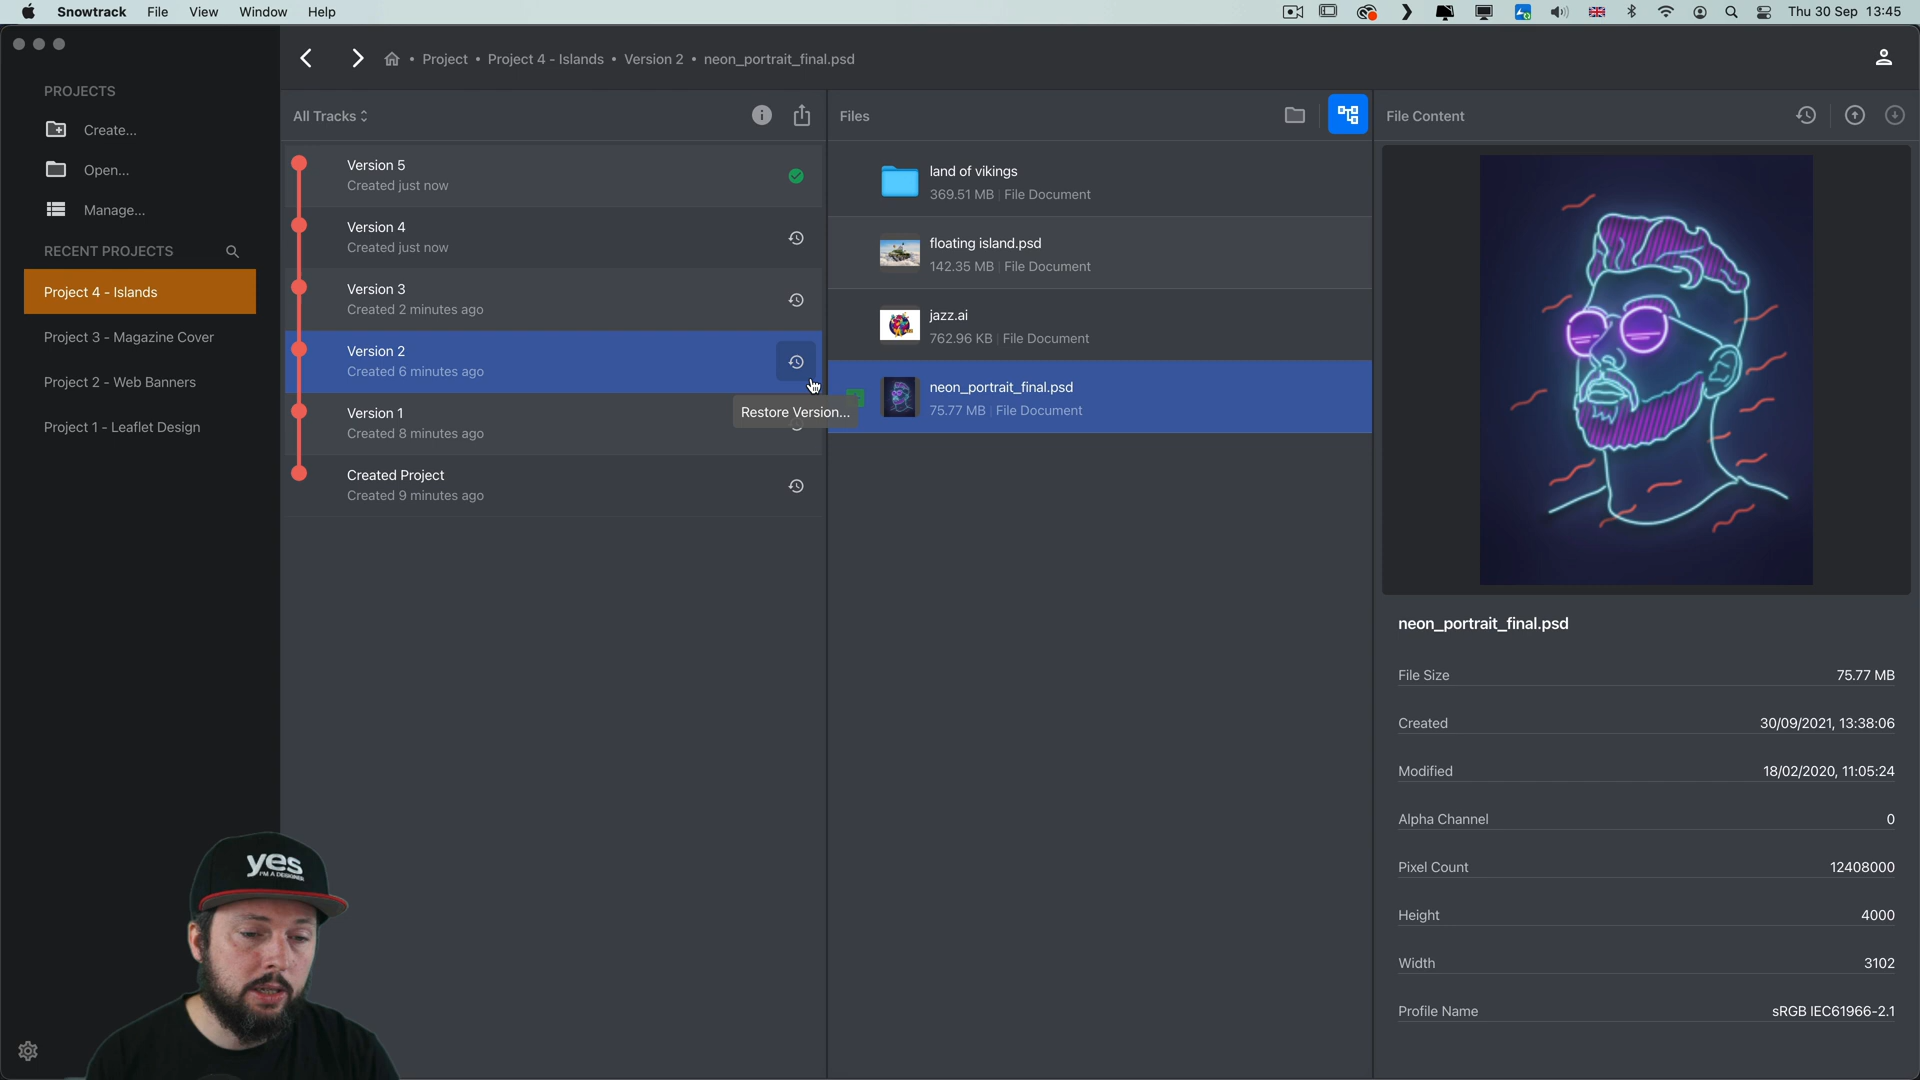 Snowtrack File View Window Help
Thu 30 Sep 13:45
Project • Project 4 - Islands • Version 2 • neon_portrait_final.psd
PROJECTS
Create...
Open...
Manage...
RECENT PROJECTS
Project 4 - Islands
Project 3 - Magazine Cover
Project 2 - Web Banners
Project 1 - Leaflet Design
All Tracks
Version 5
Created just now
Version 4
Created just now
Version 3
Created 2 minutes ago
Version 2
Created 6 minutes ago
Version 1
Created 8 minutes ago
Created Project
Created 9 minutes ago
Restore Version...
Files
land of vikings
369.51 MB | File Document
floating island.psd
142.35 MB | File Document
jazz.ai
762.96 KB | File Document
neon_portrait_final.psd
75.77 MB | File Document
File Content
neon_portrait_final.psd
File Size 75.77 MB
Created 30/09/2021, 13:38:06
Modified 18/02/2020, 11:05:24
Alpha Channel 0
Pixel Count 12408000
Height 4000
Width 3102
Profile Name sRGB IEC61966-2.1
yes
I'M A DESIGNER